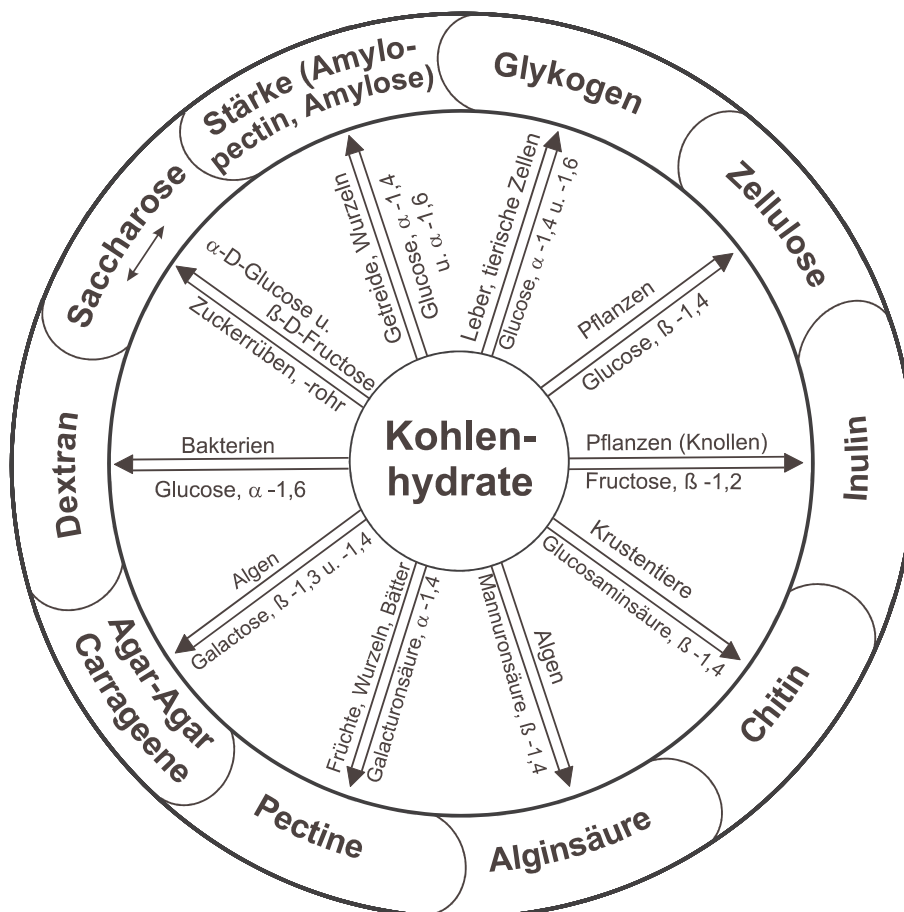 Kohlen-
hydrate
Stärke (Amylo-
pectin, Amylose)
Getreide, Wurzeln
Glucose, α -1,4
u. α -1,6
Glykogen
Leber, tierische Zellen
Glucose, α -1,4 u. -1,6
Zellulose
Pflanzen
Glucose, ß -1,4
Inulin
Pflanzen (Knollen)
Fructose, ß -1,2
Chitin
Krustentiere
Glucosaminsäure, ß -1,4
Alginsäure
Algen
Mannuronsäure, ß -1,4
Pectine
Früchte, Wurzeln, Bätter
Galacturonsäure, α -1,4
Agar-Agar
Carrageene
Algen
Galactose, ß -1,3 u. -1,4
Dextran
Bakterien
Glucose, α -1,6
Saccharose
α-D-Glucose u.
ß-D-Fructose
Zuckerrüben, -rohr